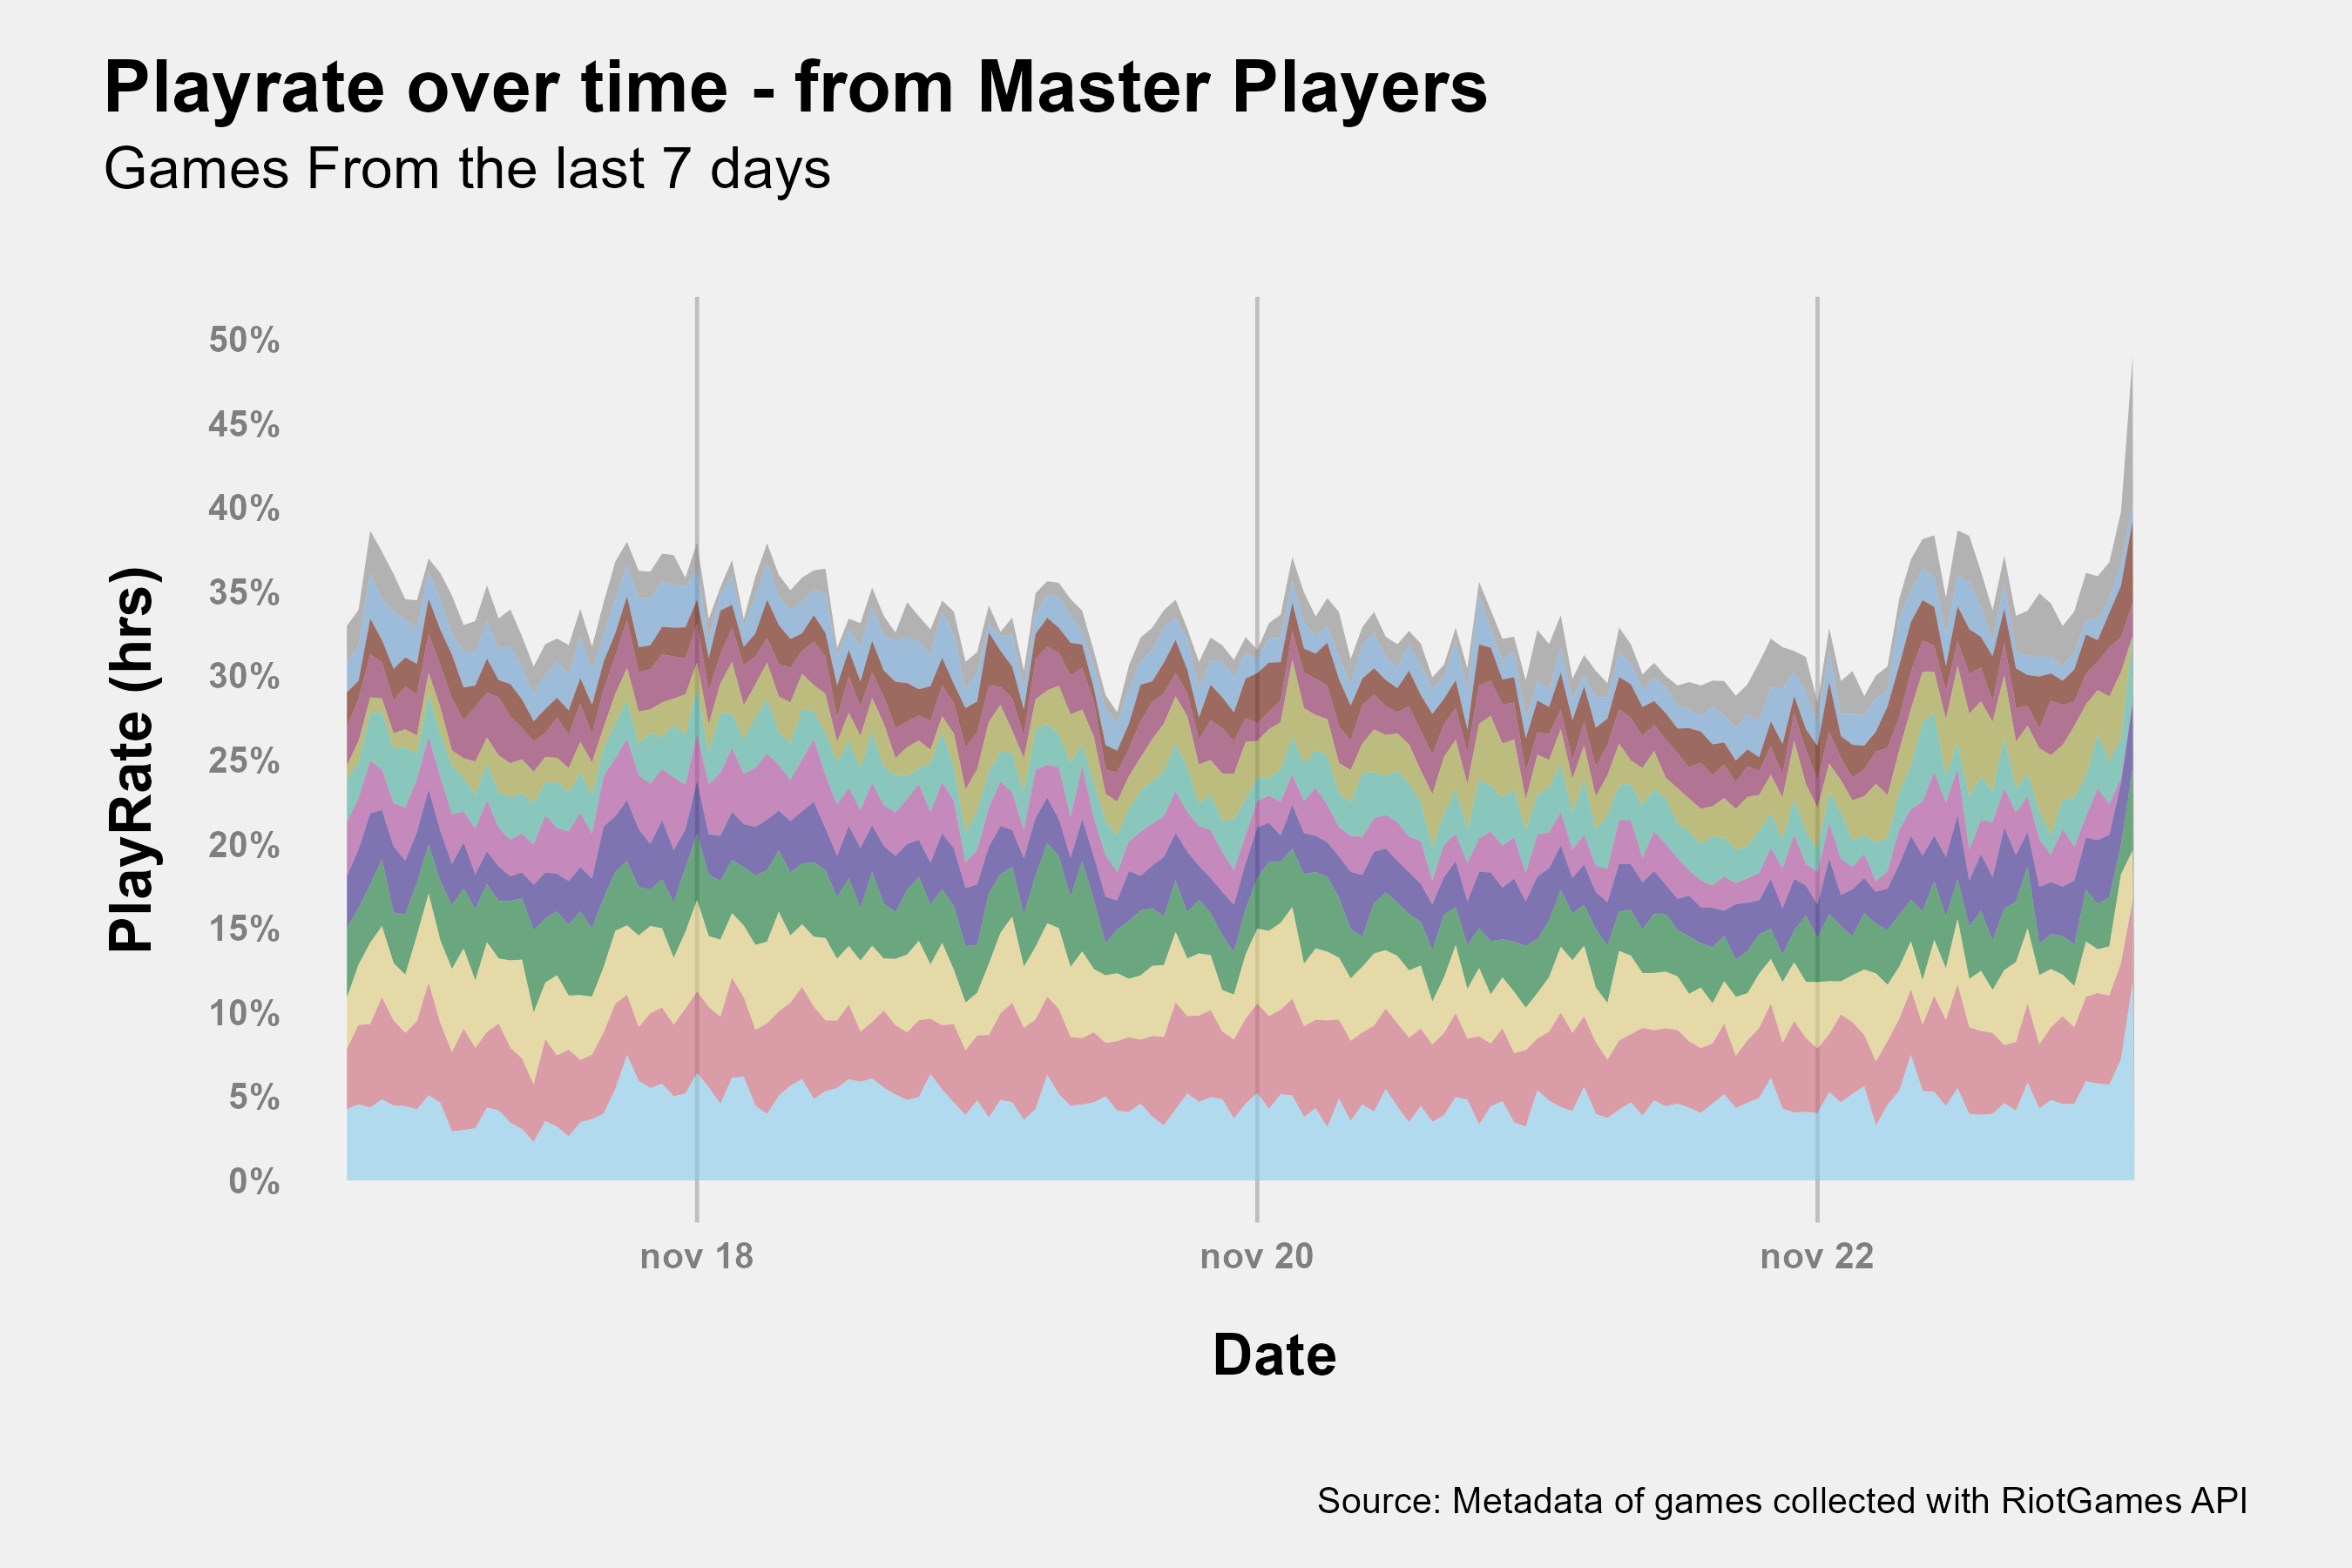 Playrate over time - from Master Players
Games From the last 7 days
PlayRate (hrs)
50%
45%
40%
35%
30%
25%
20%
15%
10%
5%
0%
nov 18
nov 20
nov 22
Date
Source: Metadata of games collected with RiotGames API